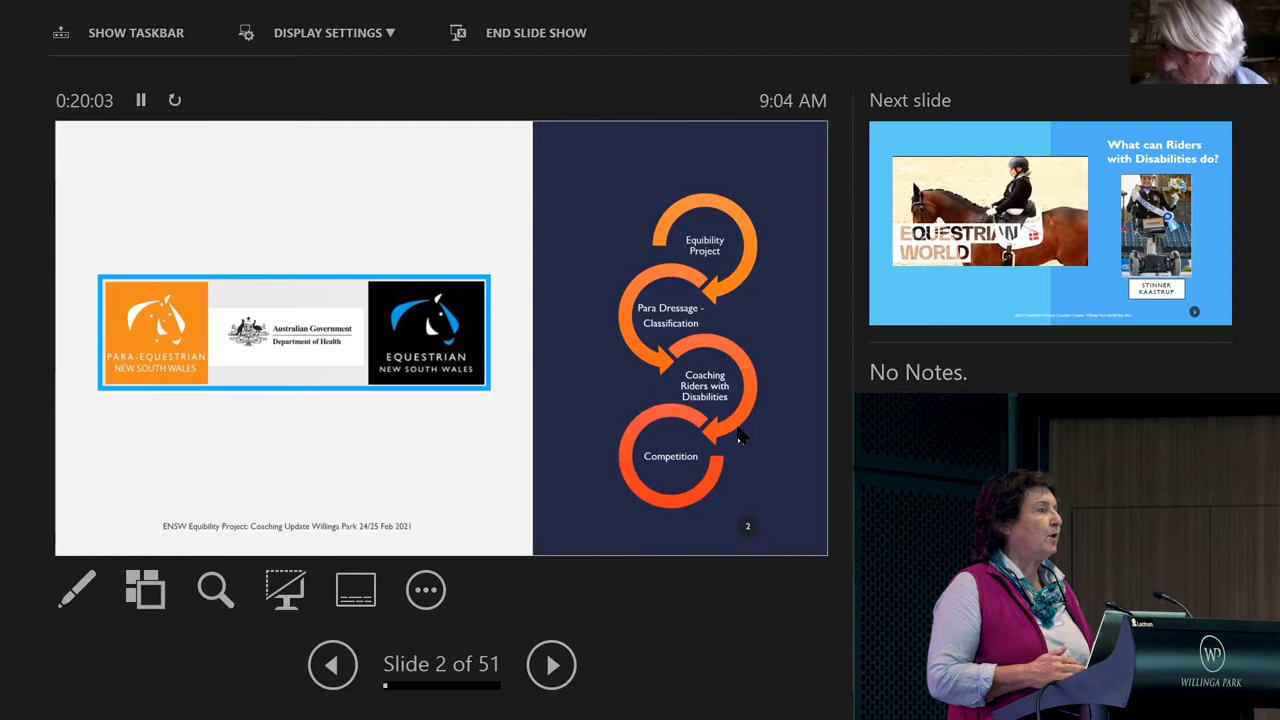 SHOW TASKBAR
DISPLAY SETTINGS ▼
END SLIDE SHOW
0:20:03
9:04 AM
Next slide
Equibility
Project
Para Dressage -
Classification
Coaching
Riders with
Disabilities
Competition
PARA-EQUESTRIAN
NEW SOUTH WALES
Australian Government
Department of Health
EQUESTRIAN
NEW SOUTH WALES
ENSW Equibility Project: Coaching Update Willinga Park 24/25 Feb 2021
2
What can Riders
with Disabilities do?
EQUESTRIAN
WORLD
STINNER
KAASTRUP
No Notes.
Slide 2 of 51
Lectrum
WP
WILLINGA PARK